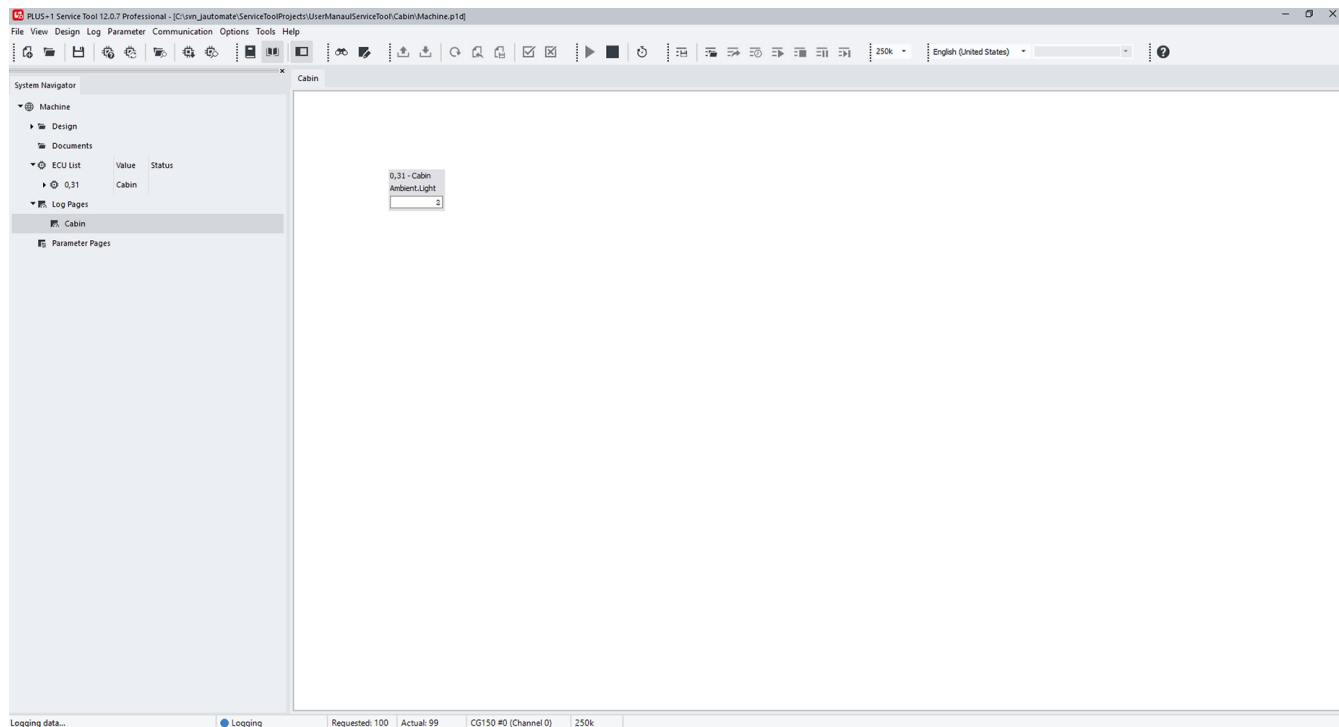 PLUS+1 Service Tool 12.0.7 Professional - [C:\svn_jautomate\ServiceToolProjects\UserManaulServiceTool\Cabin\Machine.p1d]
File View Design Log Parameter Communication Options Tools Help
250k English (United States)
System Navigator
Cabin
Machine
Design
Documents
ECU List Value Status
0,31 Cabin
Log Pages
Cabin
Parameter Pages
0,31 - Cabin
Ambient.Light
2
Logging data... Logging Requested: 100 Actual: 99 CG150 #0 (Channel 0) 250k